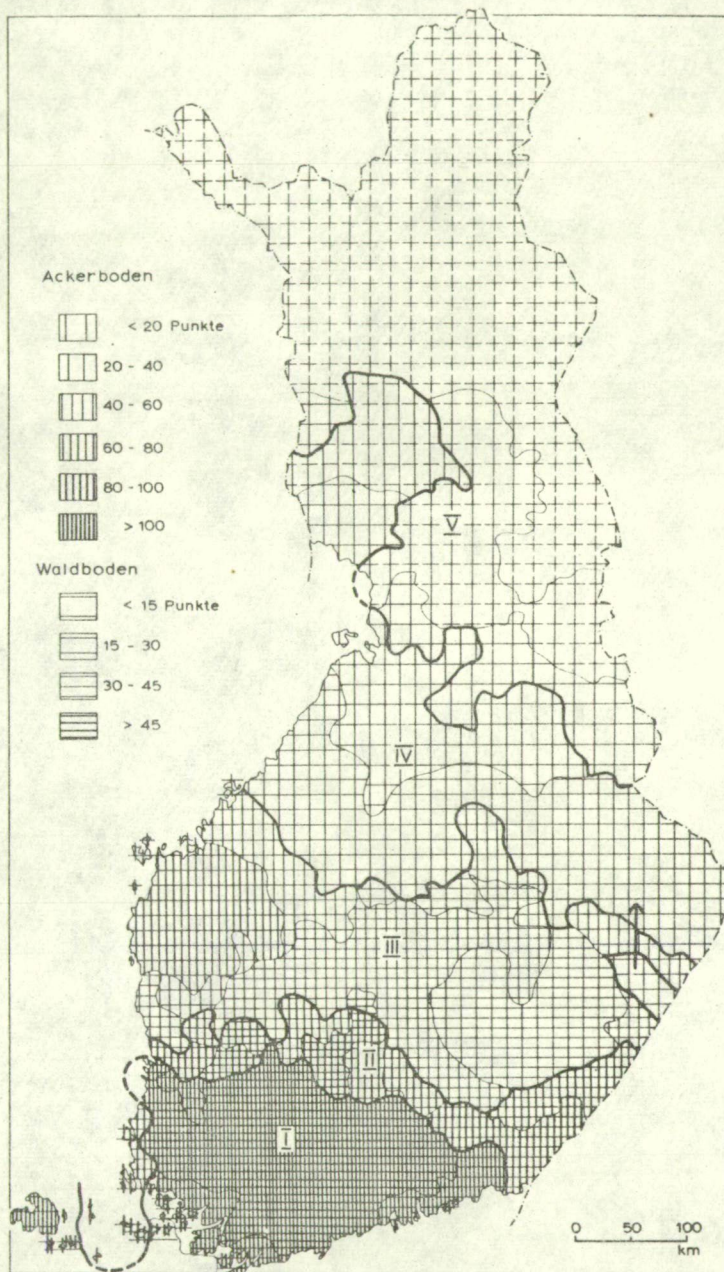 Ackerboden
< 20 Punkte
20 - 40
40 - 60
60 - 80
80 - 100
> 100
Waldboden
< 15 Punkte
15 - 30
30 - 45
> 45
V
IV
III
II
I
0 50 100
km